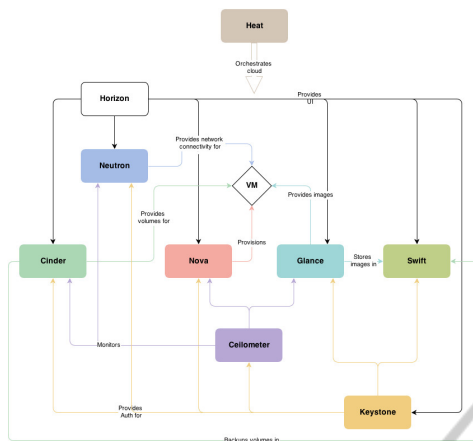 Heat
Orchestrates
cloud
Horizon
Provides
UI
Provides network
connectivity for
Neutron
VM
Provides images
Provides
volumes for
Cinder
Nova
Provisions
Glance
Stores
images in
Swift
Ceilometer
Monitors
Provides
Auth for
Keystone
Backups volumes in